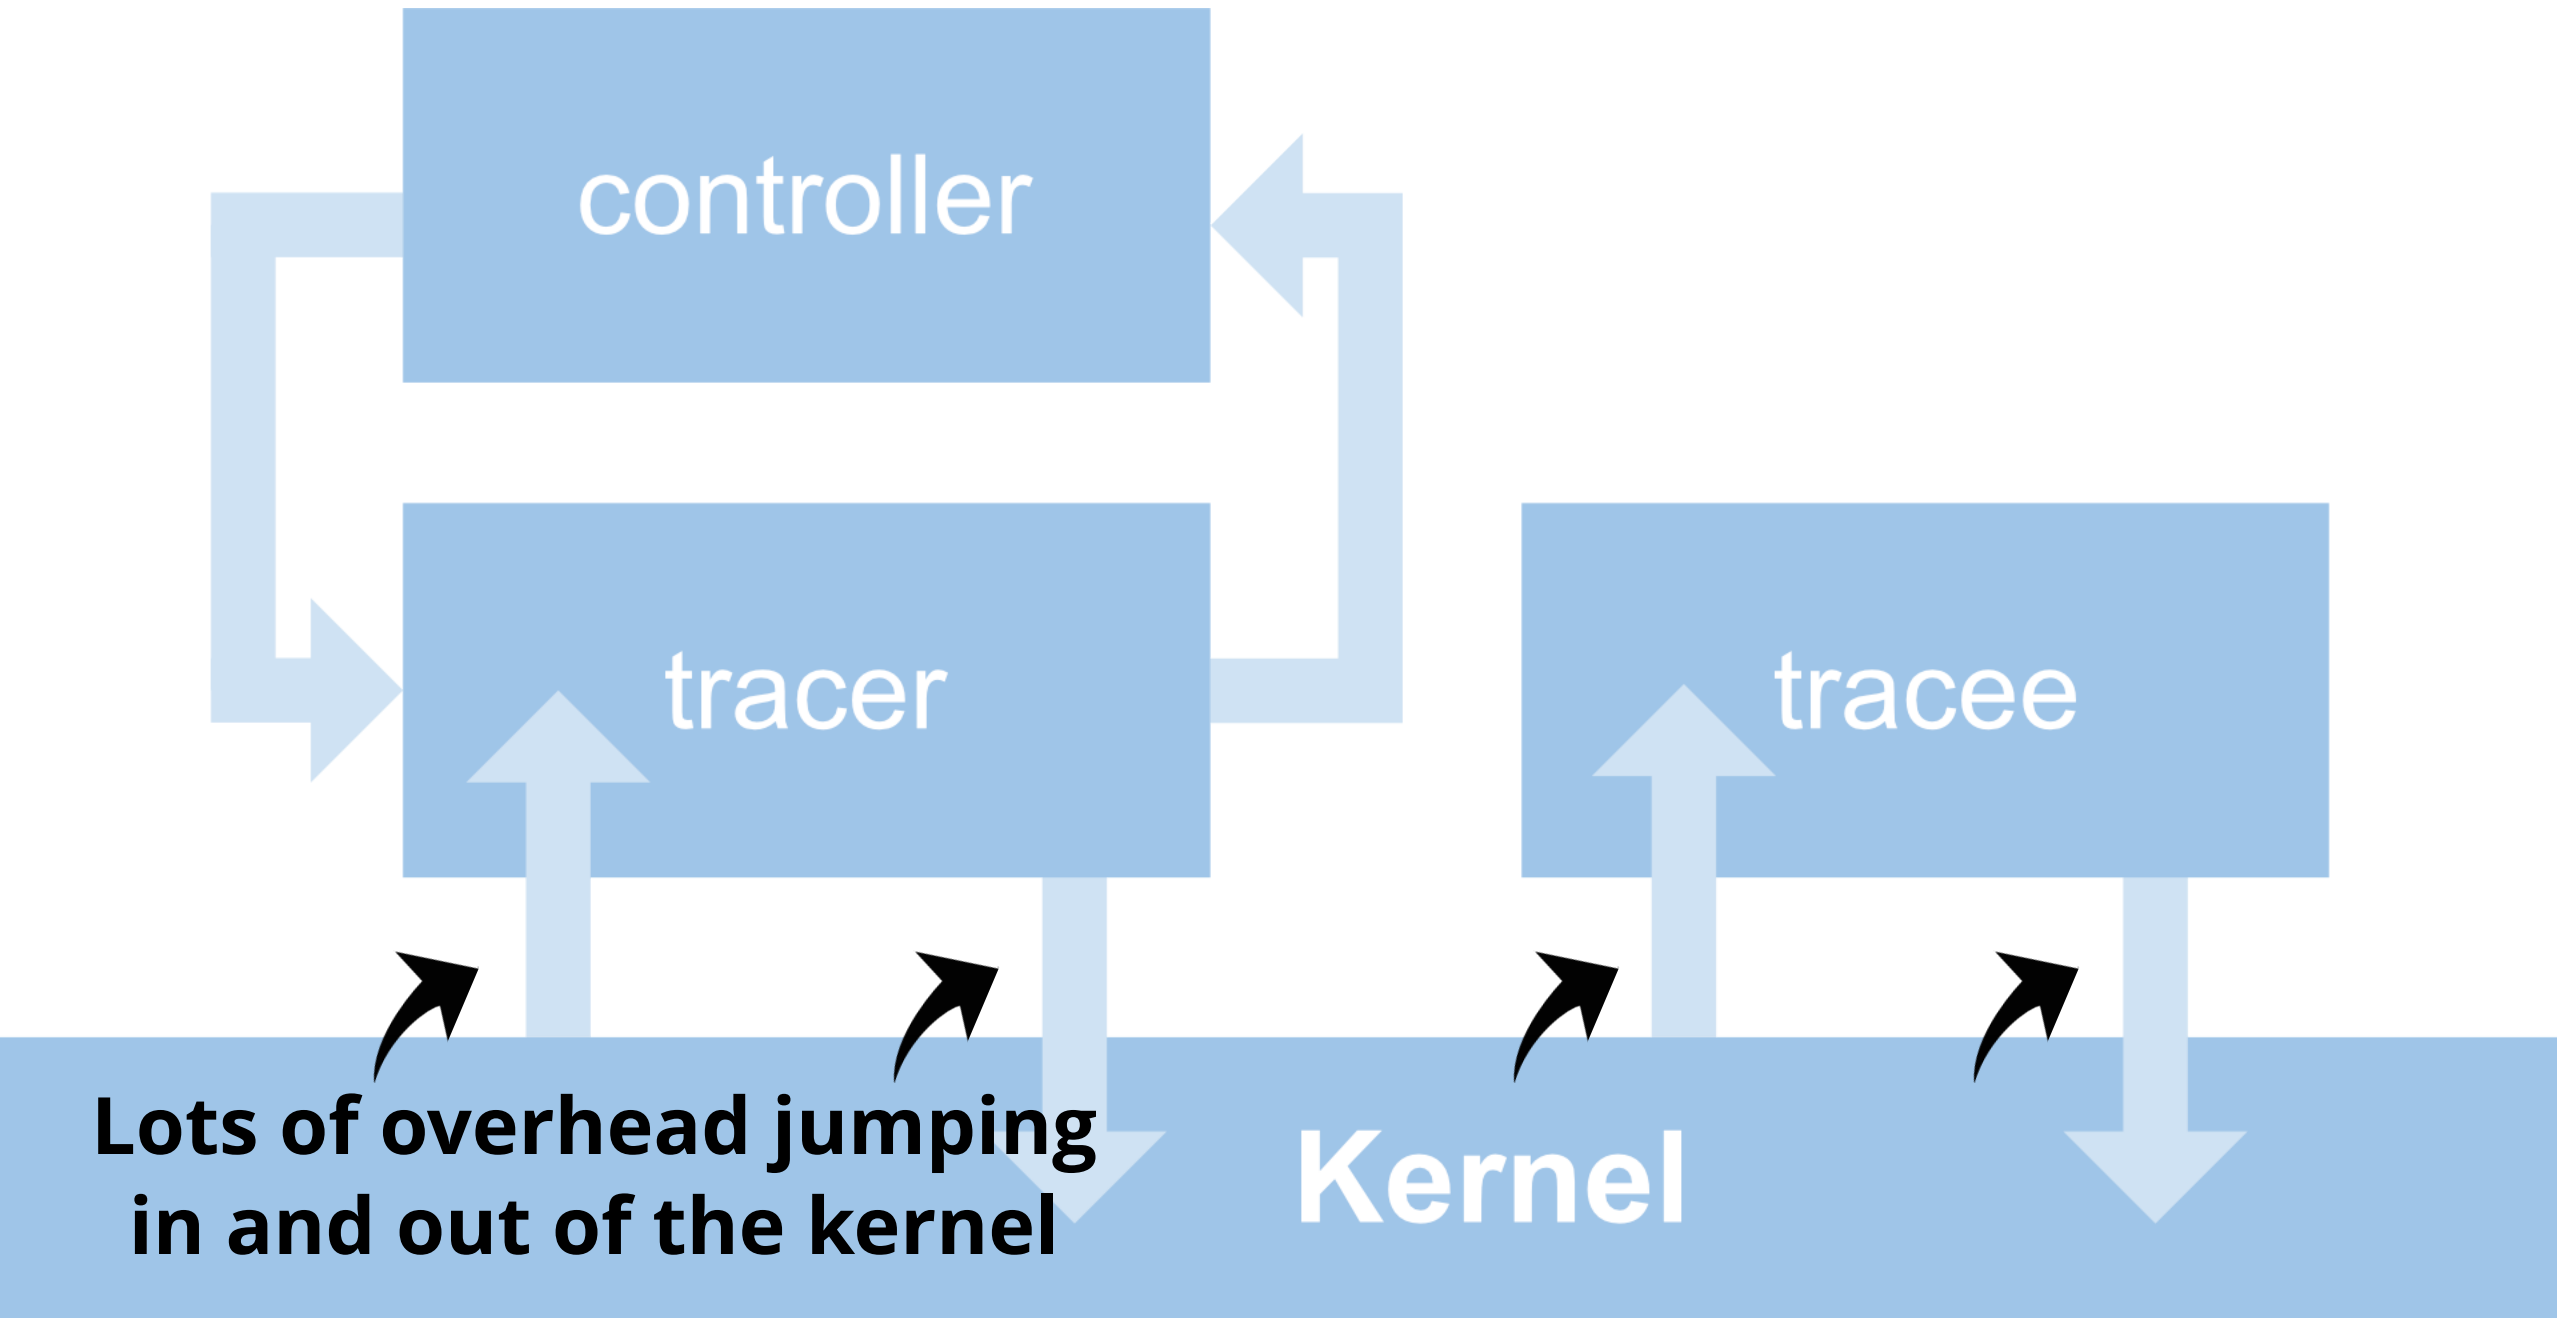 controller
tracer
tracee
Lots of overhead jumping
in and out of the kernel
Kernel